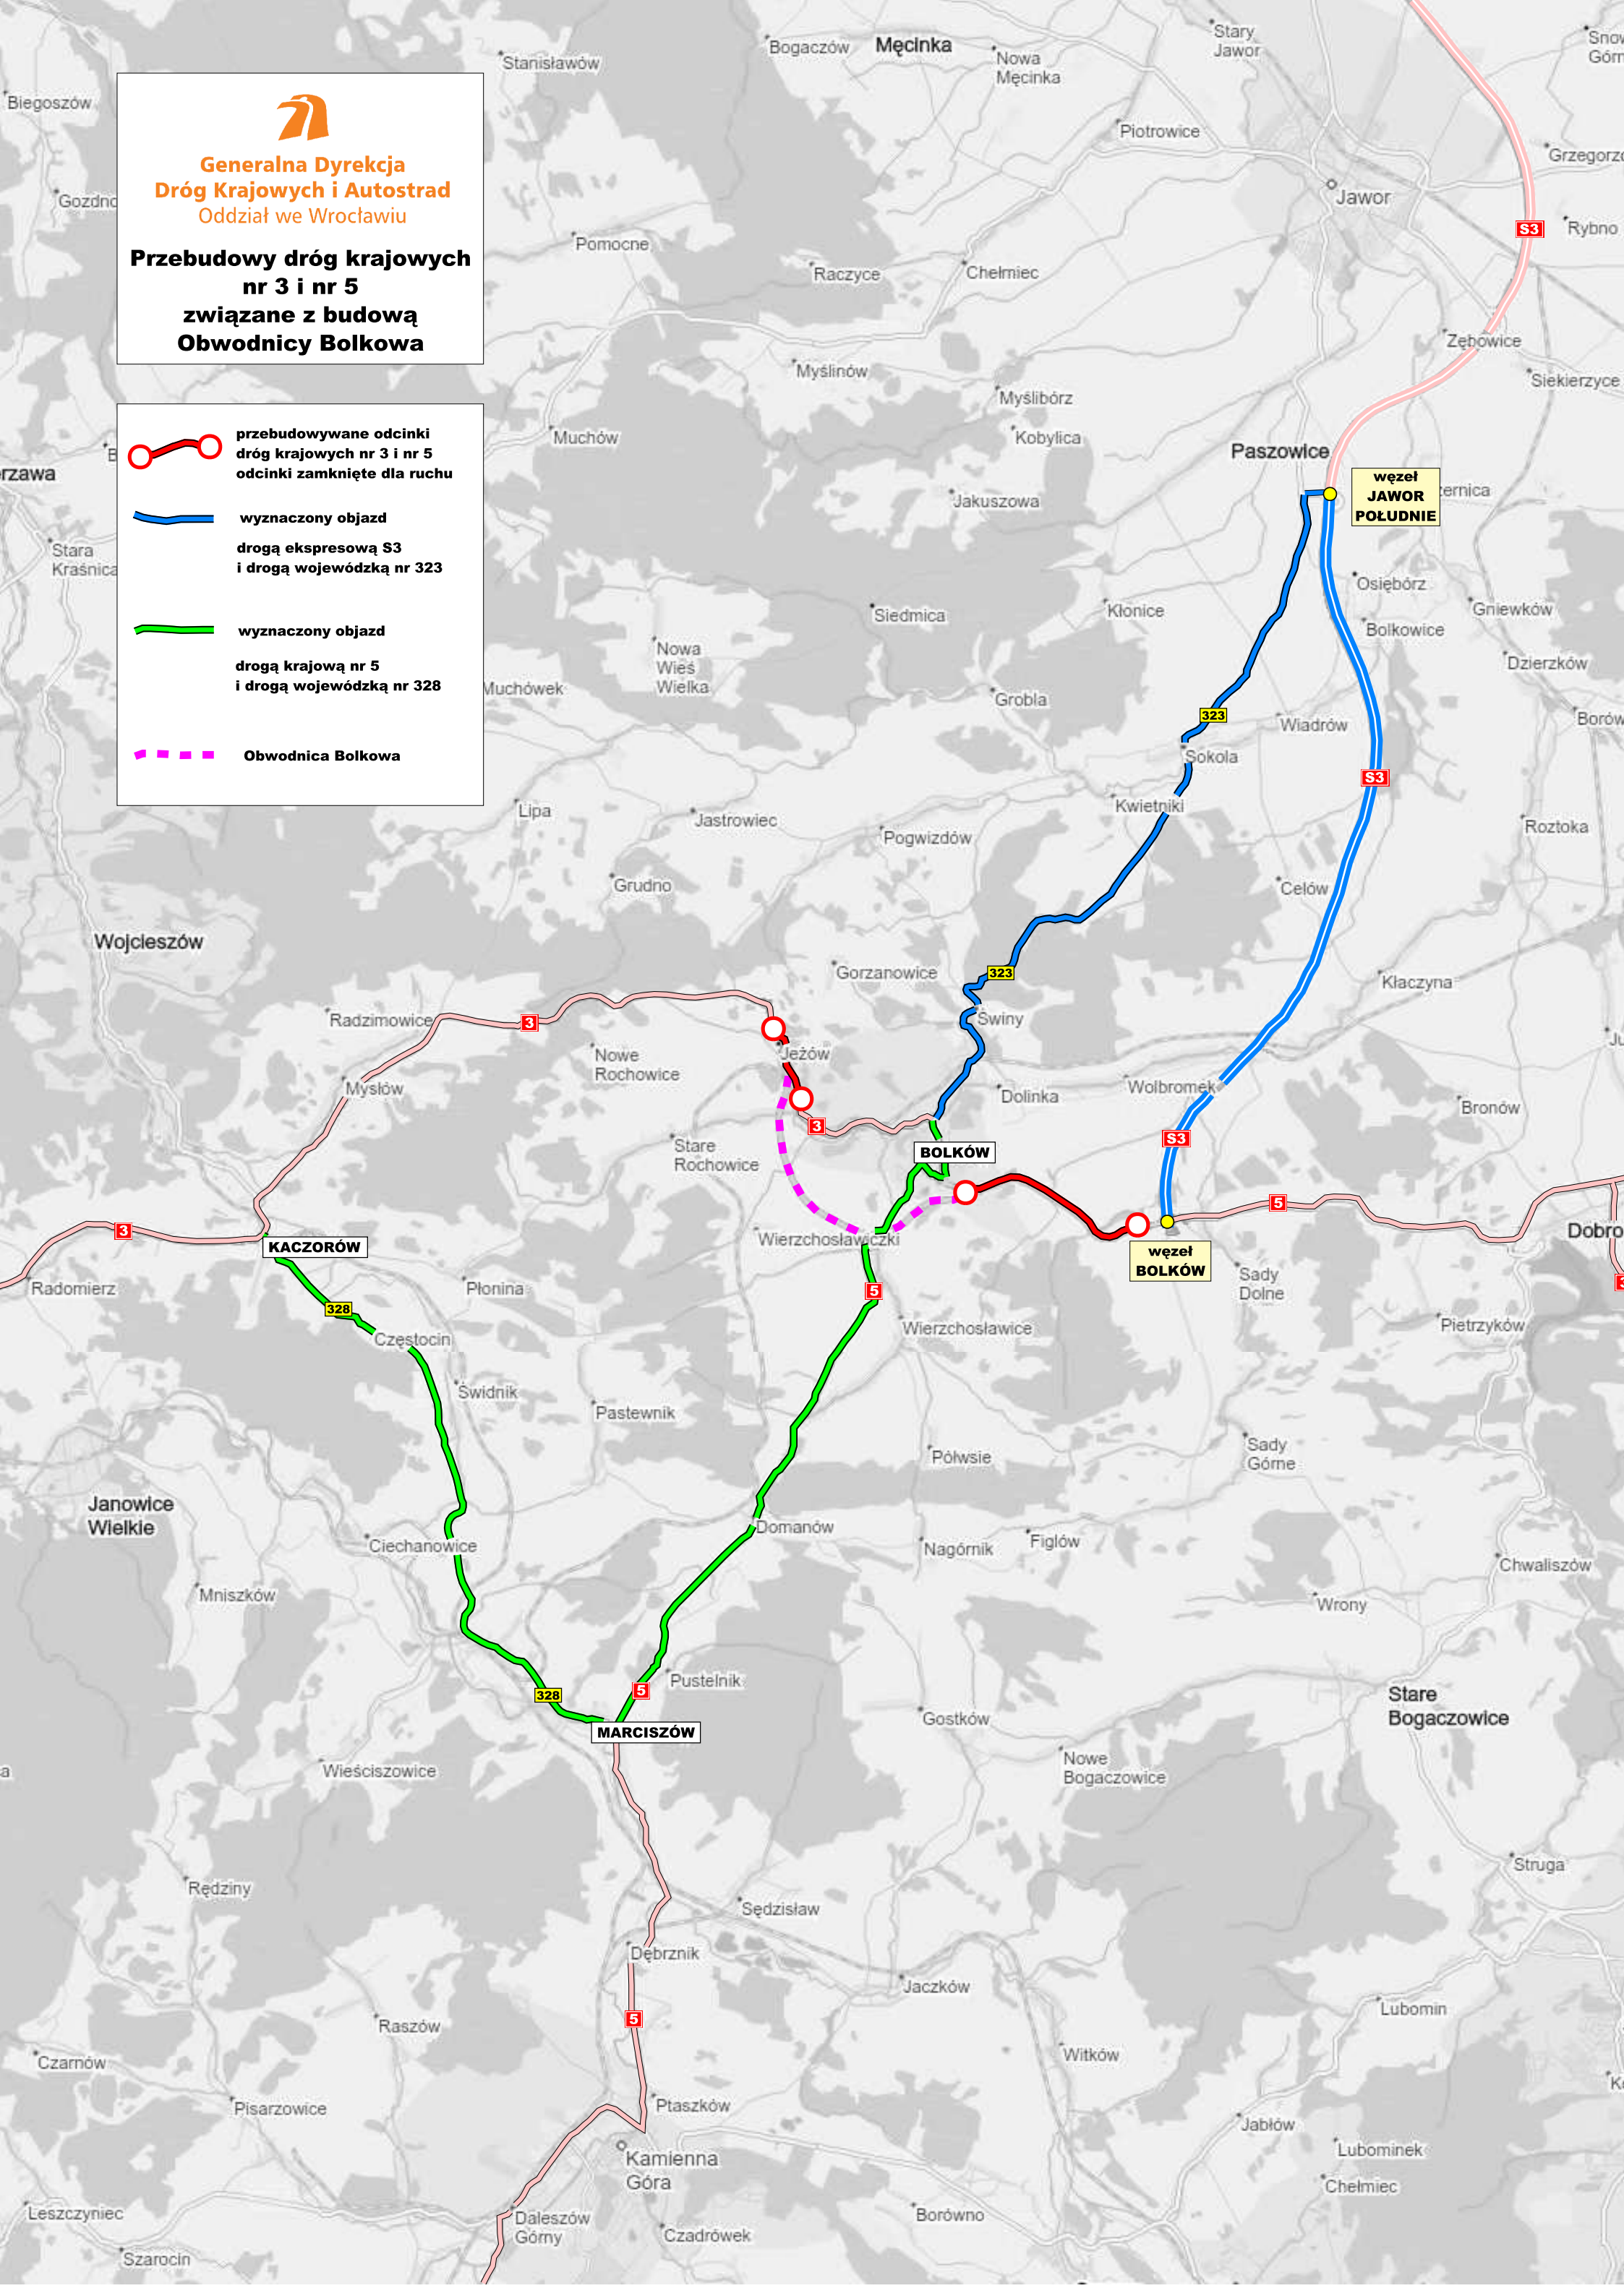 Generalna Dyrekcja
Dróg Krajowych i Autostrad
Oddział we Wrocławiu
Przebudowy dróg krajowych
nr 3 i nr 5
związane z budową
Obwodnicy Bolkowa
przebudowywane odcinki
dróg krajowych nr 3 i nr 5
odcinki zamknięte dla ruchu
wyznaczony objazd
drogą ekspresową S3
i drogą wojewódzką nr 323
wyznaczony objazd
drogą krajową nr 5
i drogą wojewódzką nr 328
Obwodnica Bolkowa
Stanisławów
Bogaczów
Męcinka
Nowa
Męcinka
Stary
Jawor
Biegoszów
Piotrowice
Jawor
Pomocne
Raczyce
Chełmiec
S3
Rybno
Zębowice
Siekierzyce
Myślinów
Myślibórz
Muchów
Kobylica
Paszowice
węzeł
JAWOR
POŁUDNIE
Jakuszowa
Stara
Kraśnica
Osiębórz
Siedmica
Kłonice
Gniewków
Bolkowice
Nowa
Wieś
Wielka
Dzierzków
Muchówek
Grobla
323
Wiadrów
Sokola
S3
Lipa
Jastrowiec
Kwietniki
Pogwizdów
Roztoka
Grudno
Celów
Wojcieszów
Gorzanowice
323
Kłaczyna
Radzimowice
3
Świny
Nowe
Rochowice
Jeżów
Mysłów
Dolinka
Wolbromek
Bronów
3
Stare
Rochowice
BOLKÓW
S3
5
3
KACZORÓW
Wierzchosławiczki
węzeł
BOLKÓW
Radomierz
Płonina
5
Sady
Dolne
328
Częstocin
Wierzchosławice
Pietrzyków
Świdnik
Pastewnik
Półwsie
Sady
Górne
Janowice
Wielkie
Domanów
Ciechanowice
Nagórnik
Figlów
Chwaliszów
Mniszków
Wrony
Pustelnik
5
328
Stare
Bogaczowice
MARCISZÓW
Gostków
Wieściszowice
Nowe
Bogaczowice
Struga
Rędziny
Sędzisław
Dębrznik
Jaczków
Lubomin
5
Raszów
Czarnów
Witków
Pisarzowice
Ptaszków
Jabłów
Kamienna
Góra
Lubominek
Chełmiec
Leszczyniec
Daleszów
Górny
Borówno
Czadrówek
Szarocin